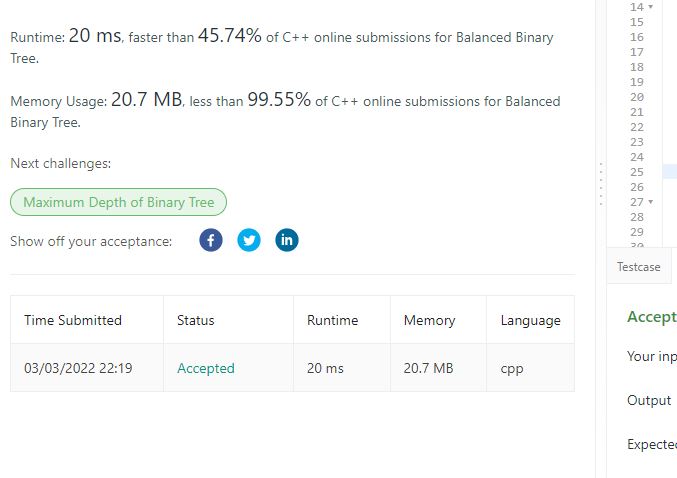 Runtime: 20 ms, faster than 45.74% of C++ online submissions for Balanced Binary
Tree.
Memory Usage: 20.7 MB, less than 99.55% of C++ online submissions for Balanced
Binary Tree.
Next challenges:
Maximum Depth of Binary Tree
Show off your acceptance:
Time Submitted Status Runtime Memory Language
03/03/2022 22:19 Accepted 20 ms 20.7 MB cpp
14
15
16
17
18
19
20
21
22
23
24
25
26
27
28
29
Testcase
Accept
Your inp
Output
Expecte